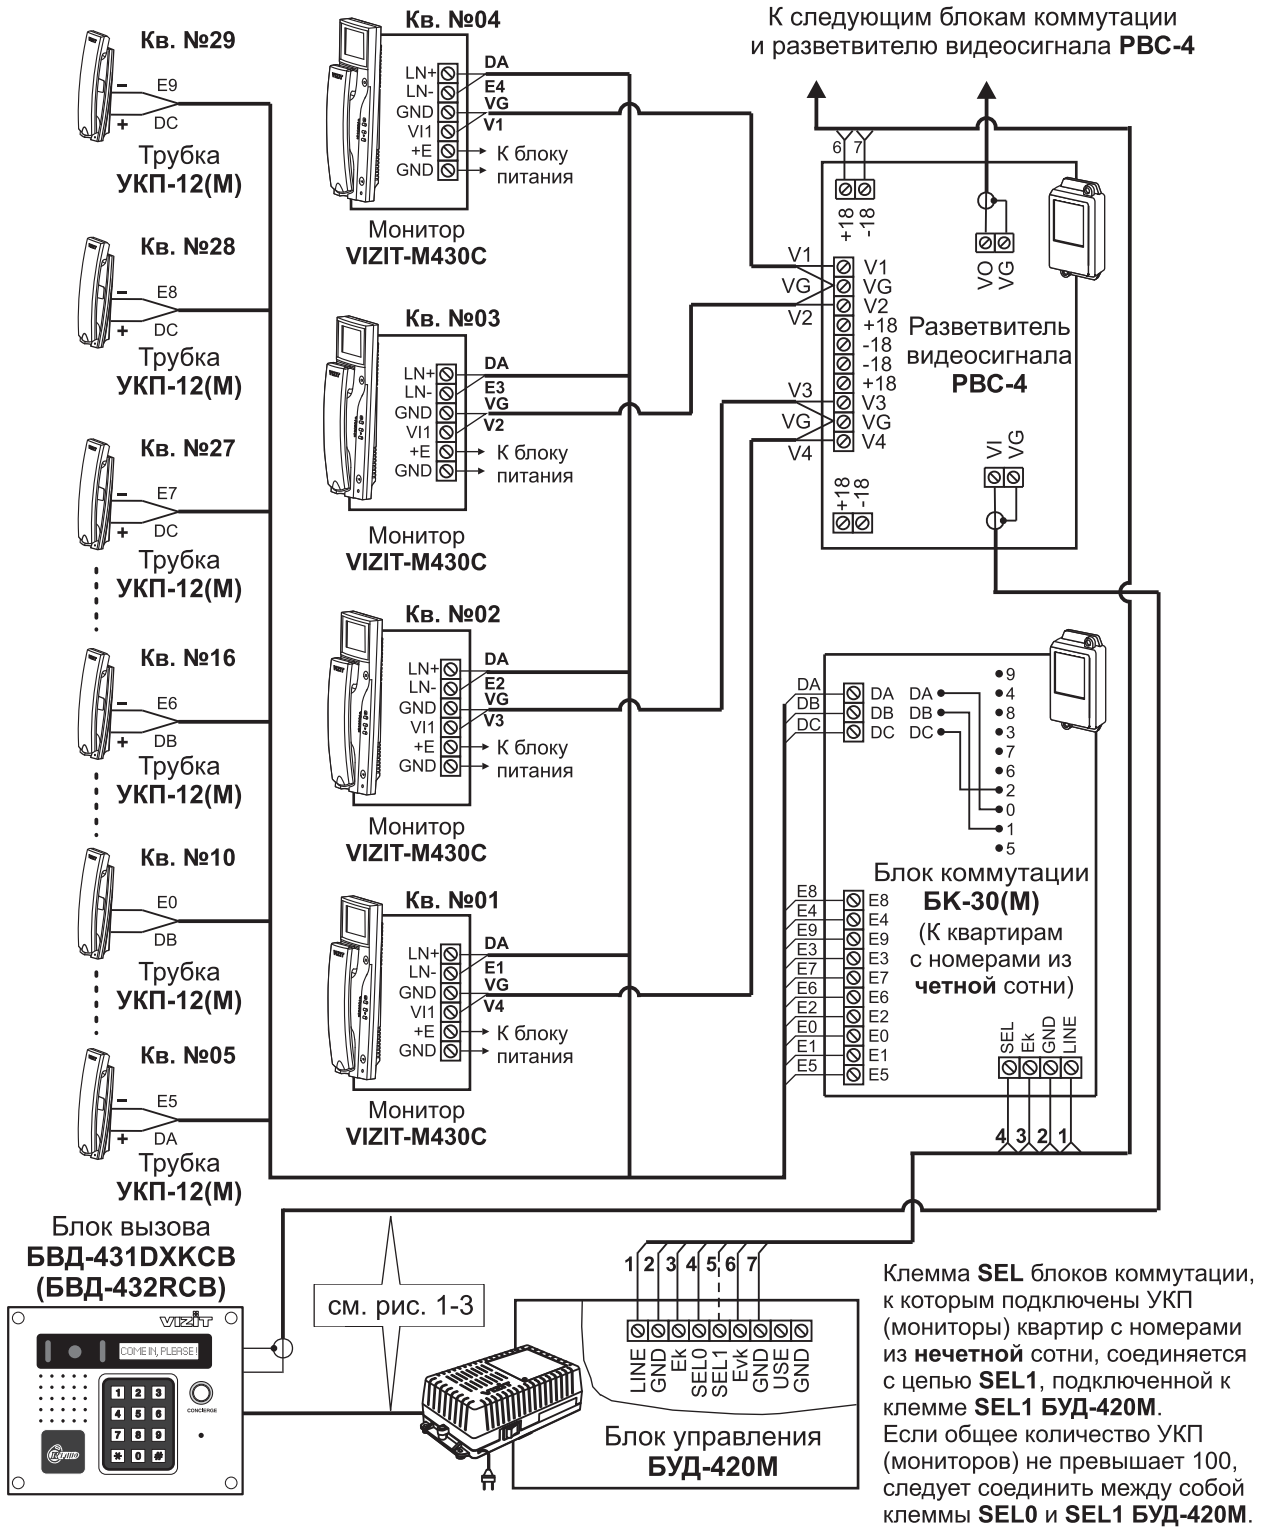 Кв. №29
E9
DC
Трубка
УКП-12(М)
Кв. №28
E8
DC
Трубка
УКП-12(М)
Кв. №27
E7
DC
Трубка
УКП-12(М)
Кв. №16
E6
DB
Трубка
УКП-12(М)
Кв. №10
E0
DB
Трубка
УКП-12(М)
Кв. №05
E5
DA
Трубка
УКП-12(М)
Кв. №04
LN+ DA
LN- E4
GND VG
VI1 V1
+E К блоку
GND питания
Монитор
VIZIT-M430C
Кв. №03
LN+ DA
LN- E3
GND VG
VI1 V2
+E К блоку
GND питания
Монитор
VIZIT-M430C
Кв. №02
LN+ DA
LN- E2
GND VG
VI1 V3
+E К блоку
GND питания
Монитор
VIZIT-M430C
Кв. №01
LN+ DA
LN- E1
GND VG
VI1 V4
+E К блоку
GND питания
Монитор
VIZIT-M430C
К следующим блокам коммутации
и разветвителю видеосигнала РВС-4
6 7
+18 -18
VO VG
V1 V1
VG VG
V2 V2
+18
-18
-18
+18
V3 V3
VG VG
V4 V4
Разветвитель
видеосигнала
РВС-4
VI VG
+18 -18
DA DA DA
DB DB DB
DC DC DC
9
4
8
3
7
6
2
0
1
5
Блок коммутации
БК-30(М)
(К квартирам
с номерами из
четной сотни)
E8 E8
E4 E4
E9 E9
E3 E3
E7 E7
E6 E6
E2 E2
E0 E0
E1 E1
E5 E5
SEL Ek GND LINE
4 3 2 1
Блок вызова
БВД-431DXKCB
(БВД-432RCB)
VIZIT
COME IN, PLEASE!
1 2 3
4 5 6
7 8 9
* 0 #
CONCIERGE
см. рис. 1-3
1 2 3 4 5 6 7
LINE GND Ek SEL0 SEL1 Evk GND USE GND
Блок управления
БУД-420М
Клемма SEL блоков коммутации,
к которым подключены УКП
(мониторы) квартир с номерами
из нечетной сотни, соединяется
с цепью SEL1, подключенной к
клемме SEL1 БУД-420М.
Если общее количество УКП
(мониторов) не превышает 100,
следует соединить между собой
клеммы SEL0 и SEL1 БУД-420М.